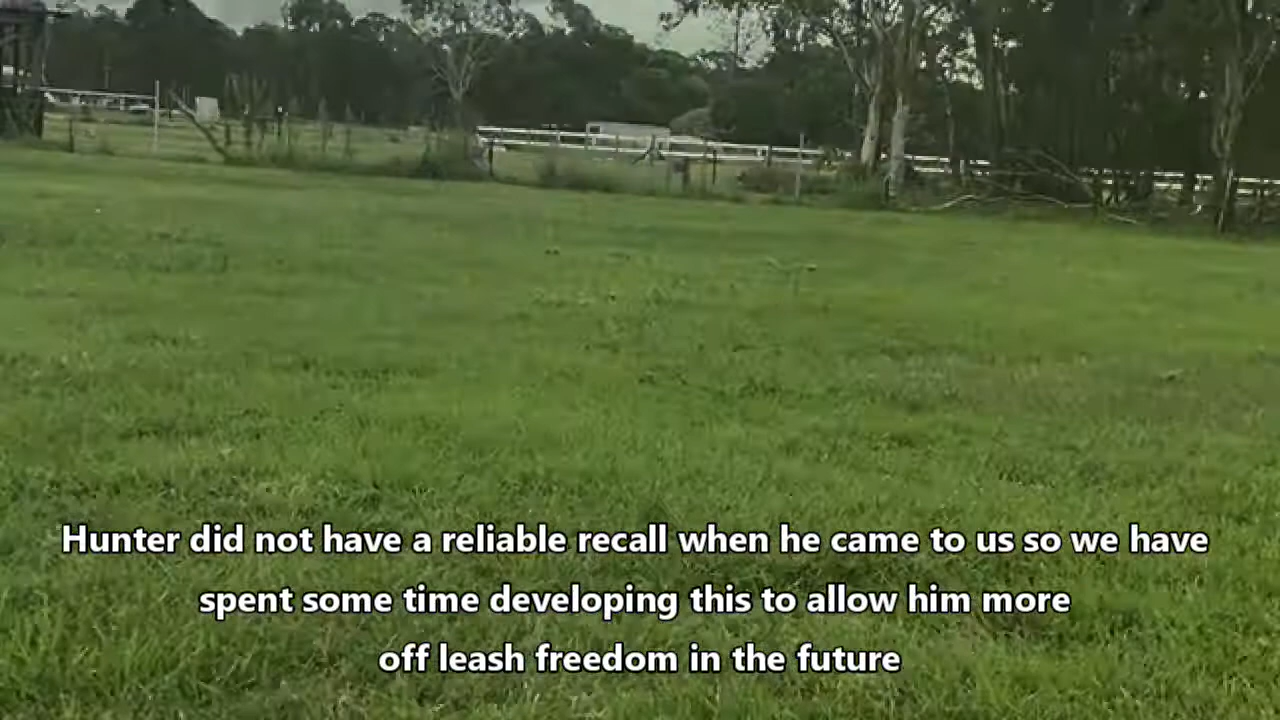 Hunter did not have a reliable recall when he came to us so we have
spent some time developing this to allow him more
off leash freedom in the future